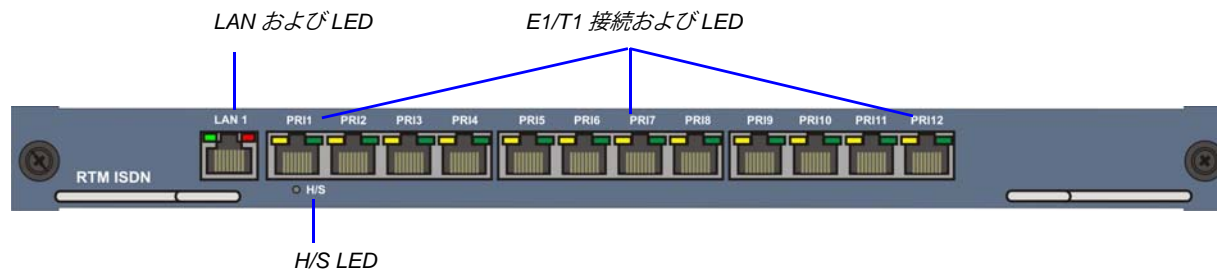 LAN および LED
E1/T1 接続および LED
LAN 1 PRI1 PRI2 PRI3 PRI4 PRI5 PRI6 PRI7 PRI8 PRI9 PRI10 PRI11 PRI12
RTM ISDN
H/S
H/S LED